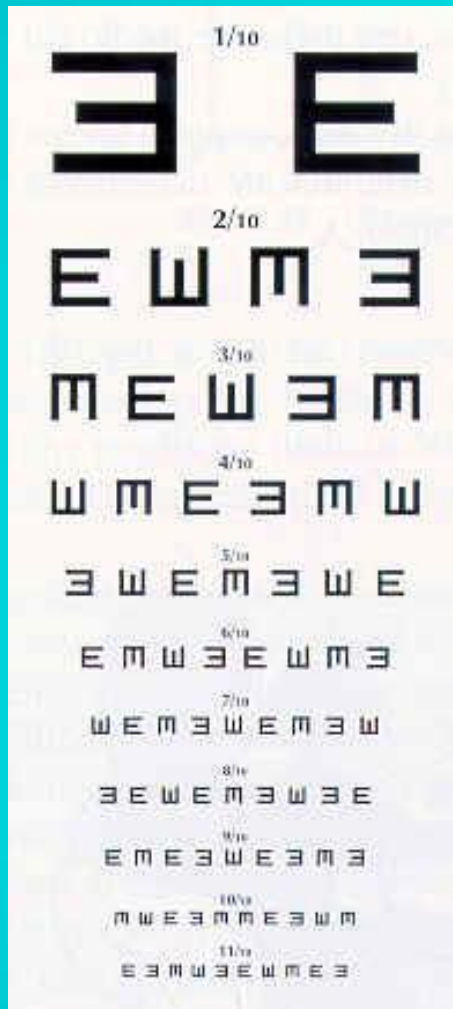 1/10
Ǝ E
2/10
E Ш M Ǝ
3/10
M E Ш Ǝ M
4/10
Ш M E Ǝ M Ш
5/10
Ǝ Ш E M Ǝ Ш E
6/10
E M Ш Ǝ E Ш M Ǝ
7/10
Ш E M Ǝ Ш E M Ǝ Ш
8/10
Ǝ E Ш E M Ǝ Ш Ǝ E
9/10
E M E Ǝ Ш E Ǝ M Ǝ
10/10
M Ш E Ǝ M M E Ǝ Ш M
11/10
E Ǝ M Ш Ǝ E Ш M E Ǝ